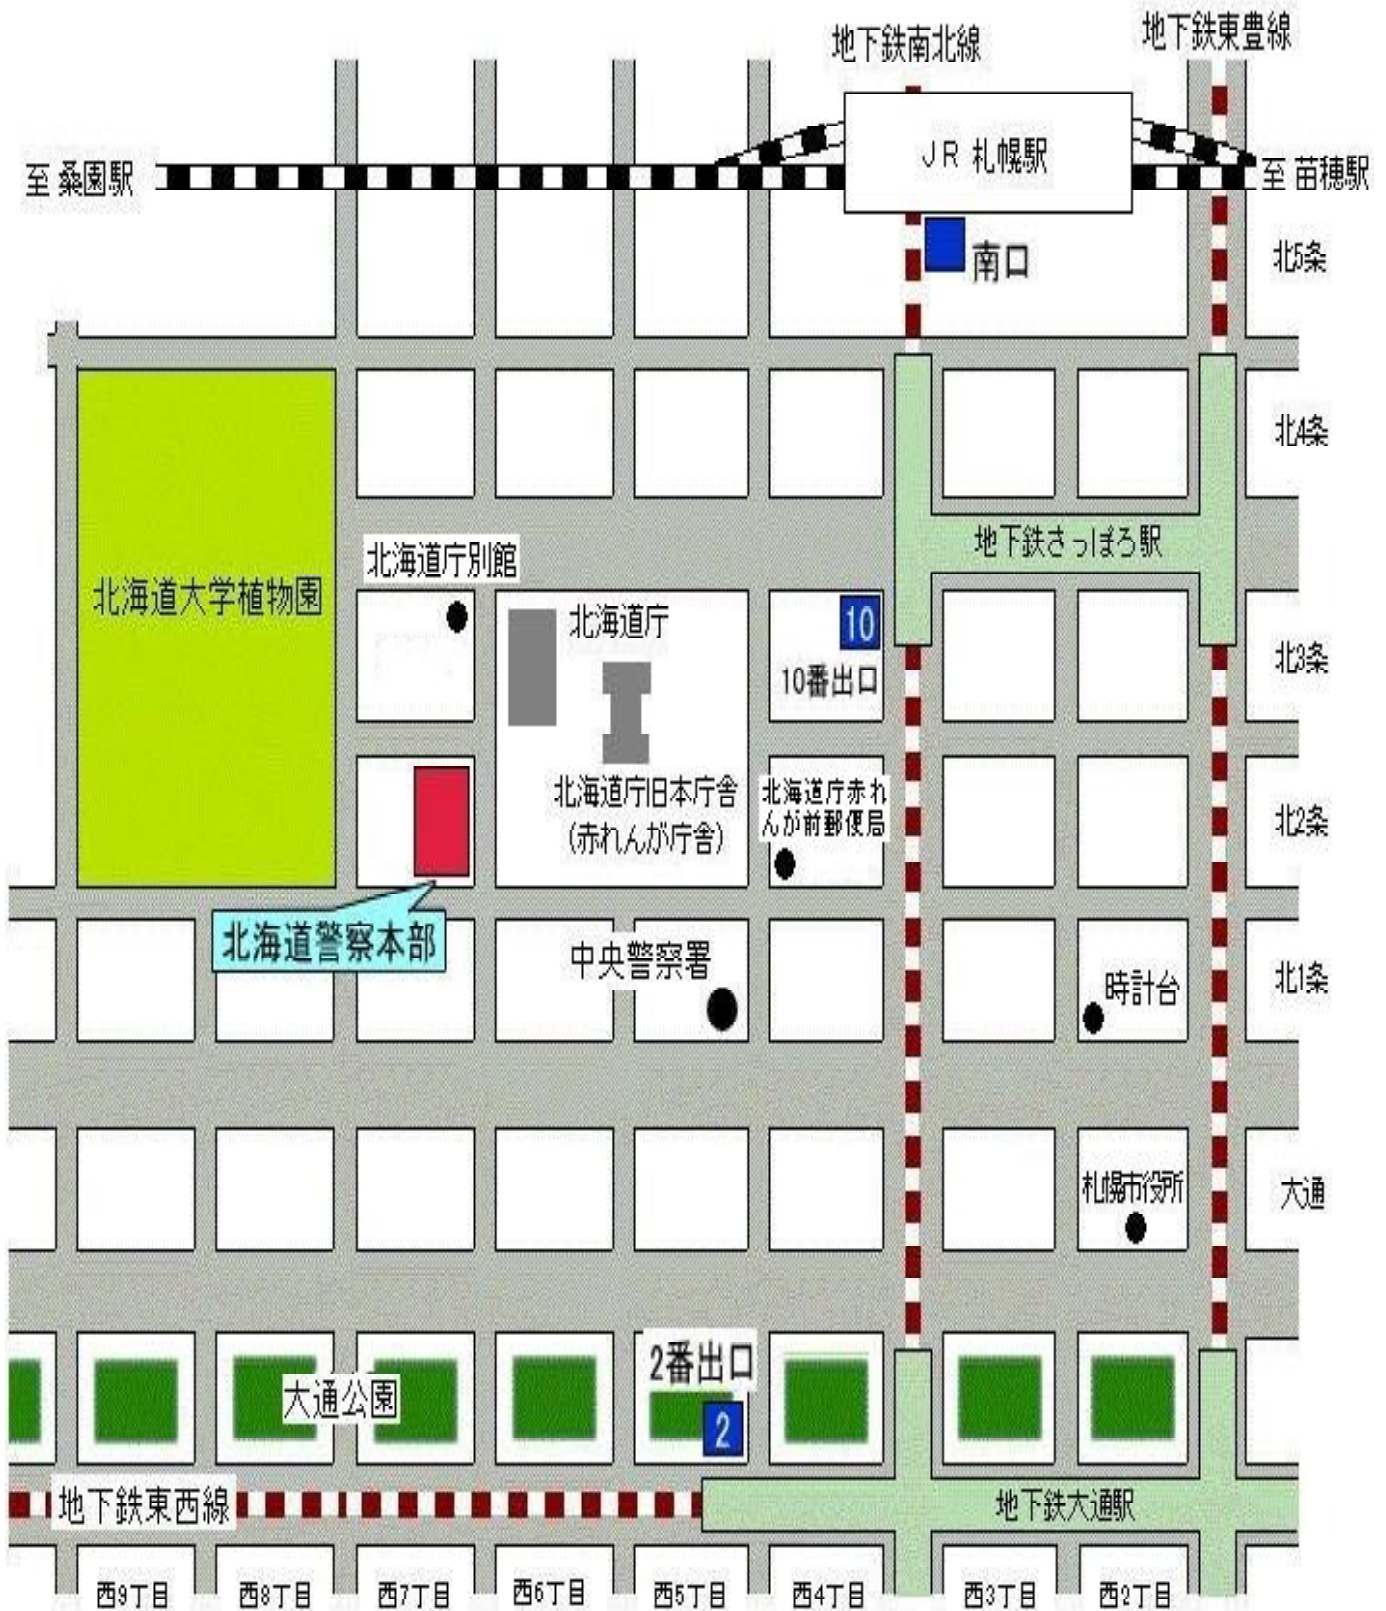 地下鉄南北線
地下鉄東豊線
JR 札幌駅
至 桑園駅
至 苗穂駅
南口
北5条
北4条
地下鉄さっぽろ駅
北海道庁別館
北海道大学植物園
北海道庁
10
10番出口
北3条
北海道庁旧本庁舎
(赤れんが庁舎)
北海道庁赤れ
んが前郵便局
北2条
北海道警察本部
中央警察署
時計台
北1条
札幌市役所
大通
2番出口
大通公園
2
地下鉄東西線
地下鉄大通駅
西9丁目
西8丁目
西7丁目
西6丁目
西5丁目
西4丁目
西3丁目
西2丁目